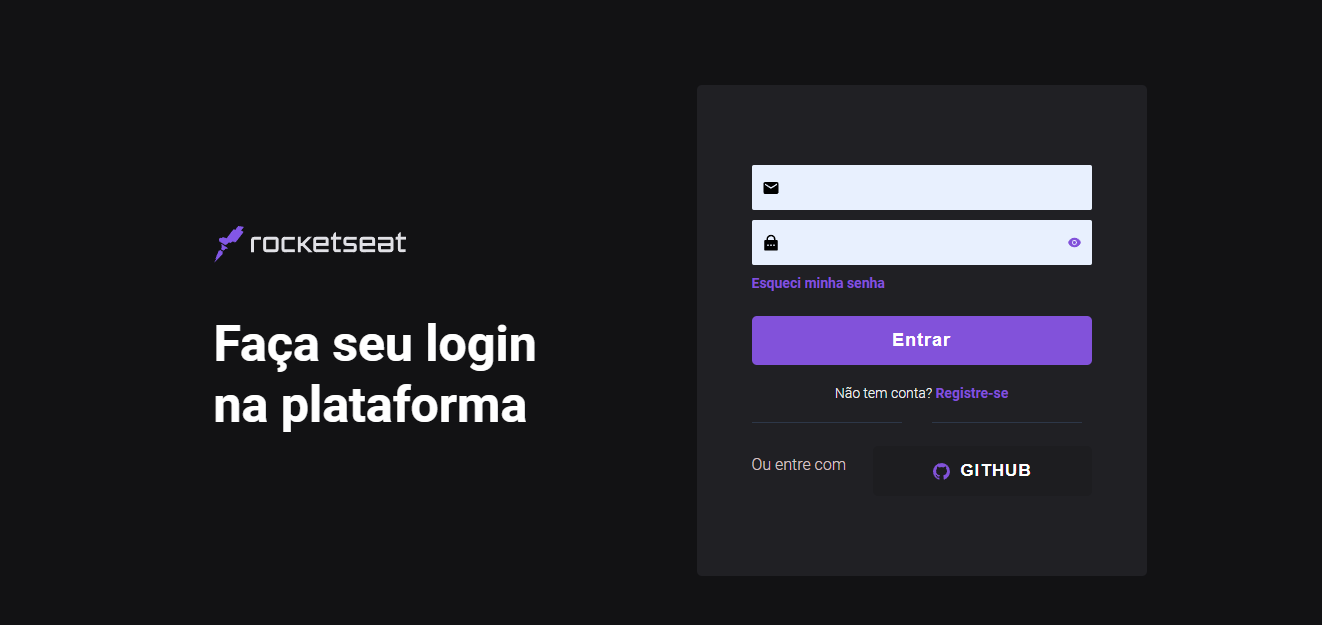 rocketseat
Faça seu login
na plataforma
Esqueci minha senha
Entrar
Não tem conta? Registre-se
Ou entre com
GITHUB